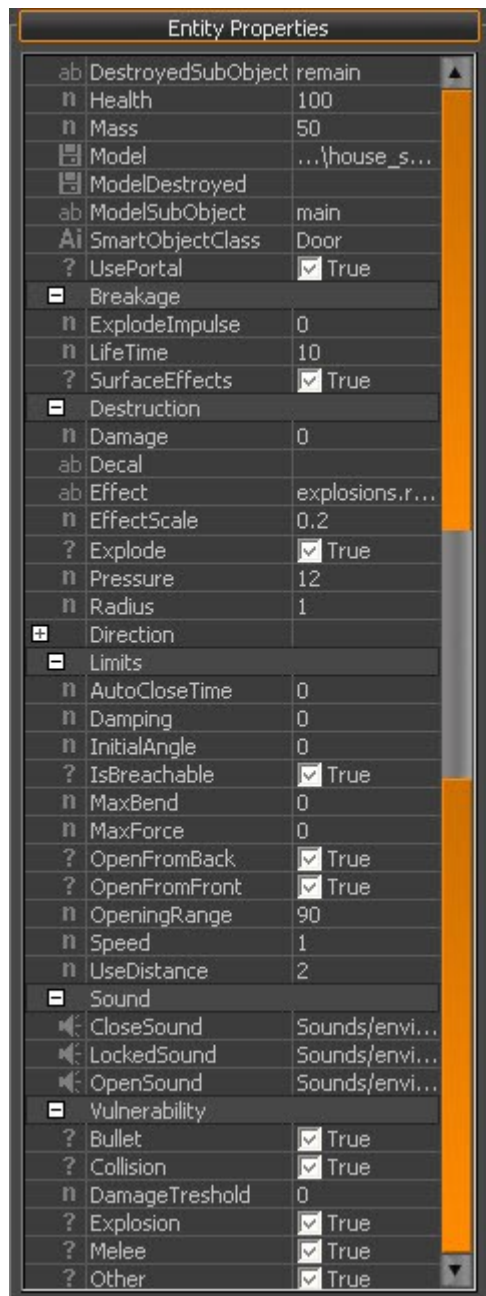 Entity Properties
ab DestroyedSubObject remain
n Health 100
n Mass 50
Model ...\house_s...
ModelDestroyed
ab ModelSubObject main
Ai SmartObjectClass Door
? UsePortal True
Breakage
n ExplodeImpulse 0
n LifeTime 10
? SurfaceEffects True
Destruction
n Damage 0
ab Decal
ab Effect explosions.r...
n EffectScale 0.2
? Explode True
n Pressure 12
n Radius 1
Direction
Limits
n AutoCloseTime 0
n Damping 0
n InitialAngle 0
? IsBreachable True
n MaxBend 0
n MaxForce 0
? OpenFromBack True
? OpenFromFront True
n OpeningRange 90
n Speed 1
n UseDistance 2
Sound
CloseSound Sounds/envi...
LockedSound Sounds/envi...
OpenSound Sounds/envi...
Vulnerability
? Bullet True
? Collision True
n DamageTreshold 0
? Explosion True
? Melee True
? Other True